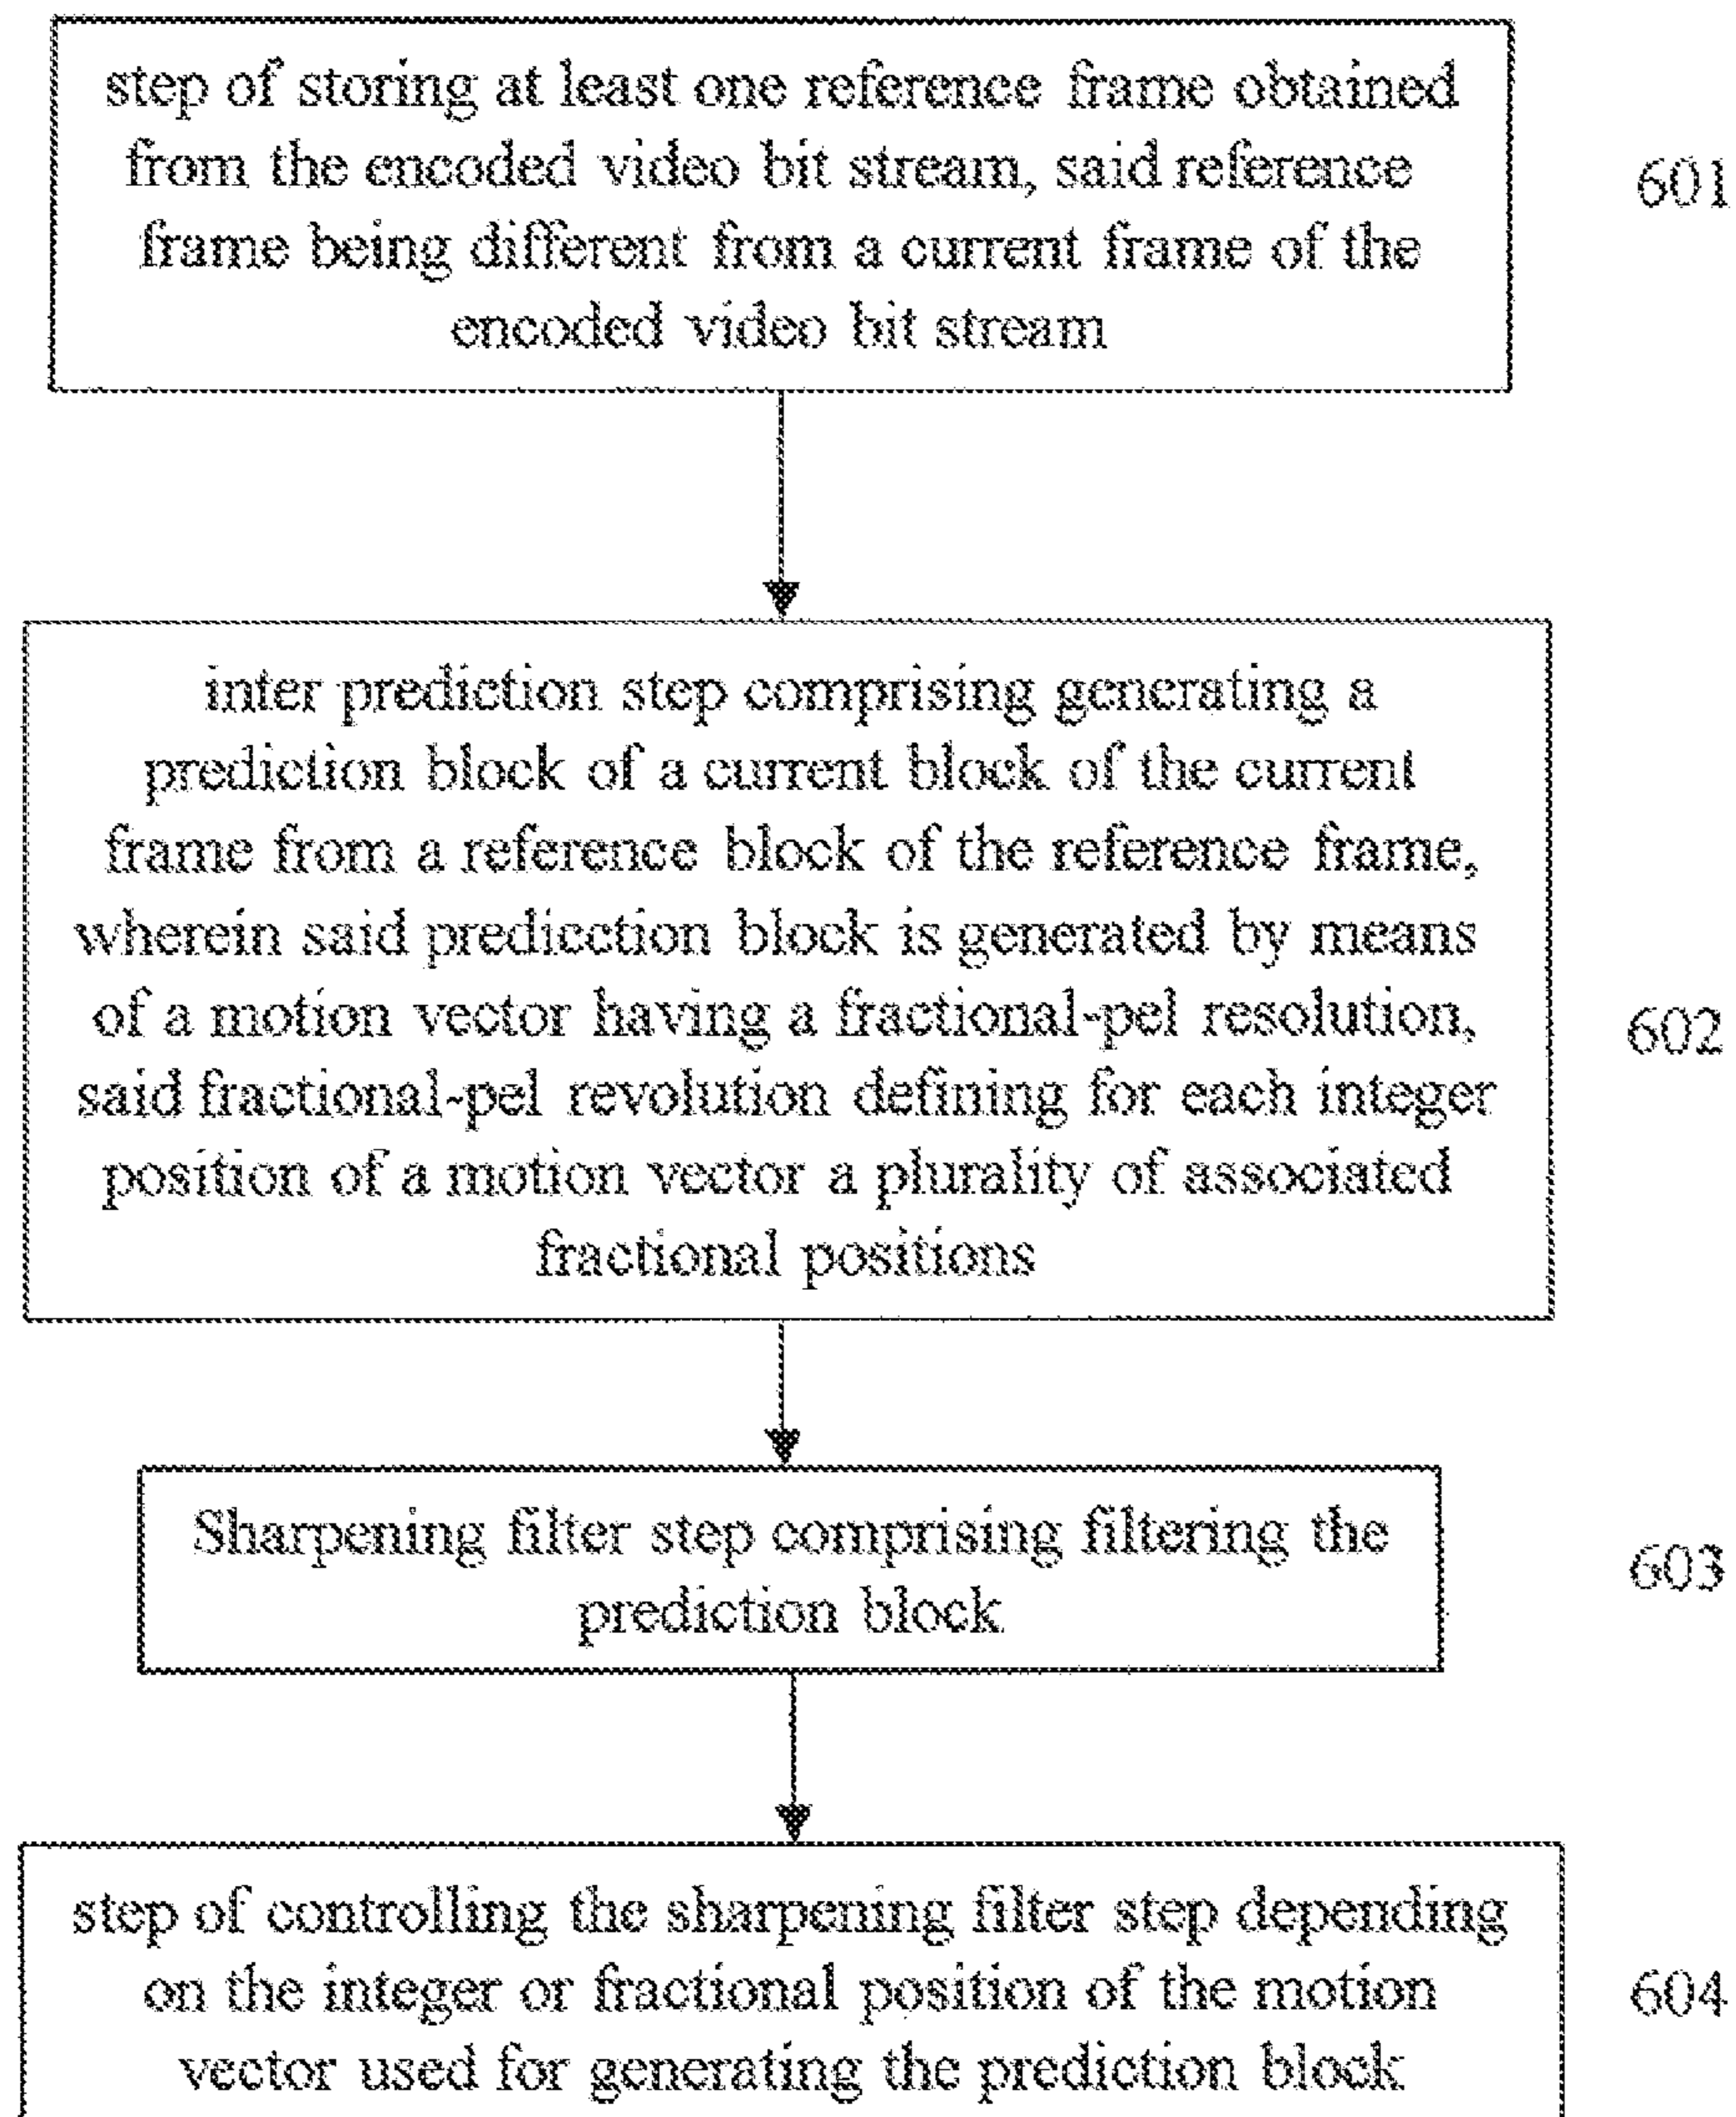 step of storing at least one reference frame obtained
from the encoded video bit stream, said reference
frame being different from a current frame of the
encoded video bit stream
601
inter prediction step comprising generating a
prediction block of a current block of the current
frame from a reference block of the reference frame,
wherein said predicction block is generated by means
of a motion vector having a fractional-pel resolution,
said fractional-pel revolution defining for each integer
position of a motion vector a plurality of associated
fractional positions
602
Sharpening filter step comprising filtering the
prediction block
603
step of controlling the sharpening filter step depending
on the integer or fractional position of the motion
vector used for generating the prediction block
604